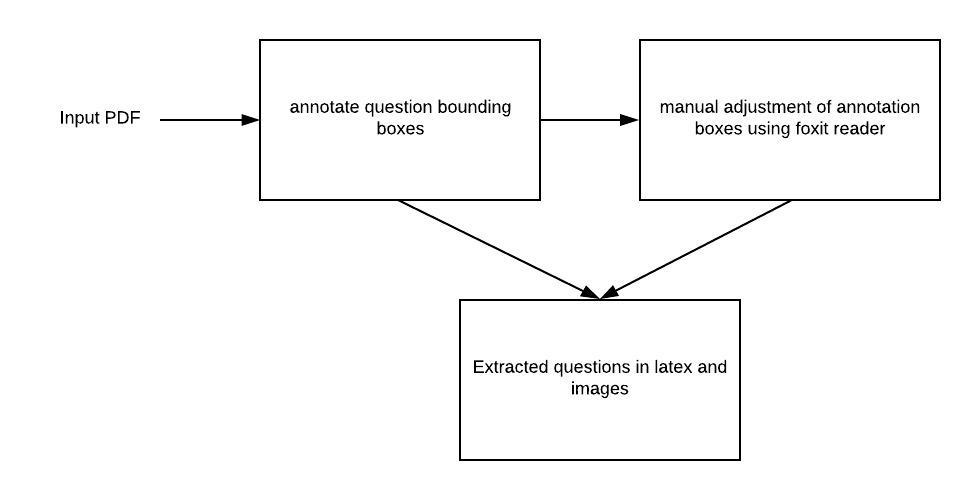 Input PDF
annotate question bounding
boxes
manual adjustment of annotation
boxes using foxit reader
Extracted questions in latex and
images